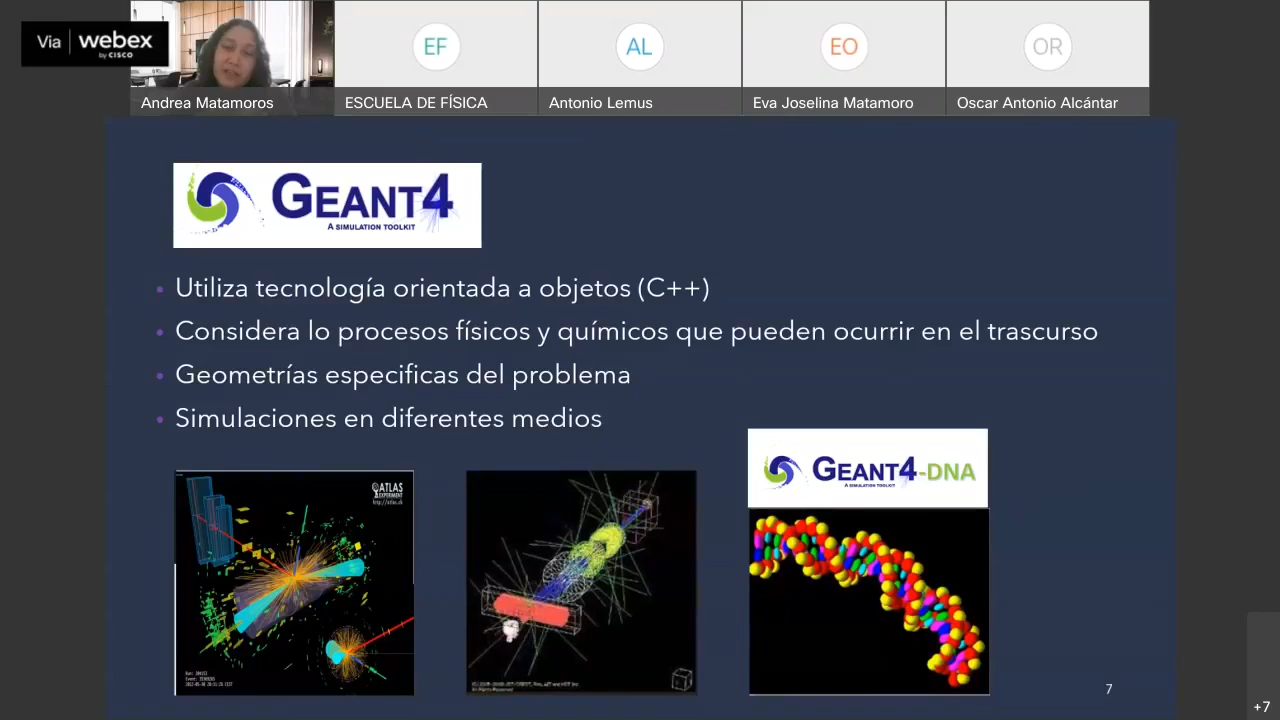 Via webex
by CISCO
EF
AL
EO
OR
Andrea Matamoros
ESCUELA DE FÍSICA
Antonio Lemus
Eva Joselina Matamoro
Oscar Antonio Alcántar
GEANT4
A SIMULATION TOOLKIT
• Utiliza tecnología orientada a objetos (C++)
• Considera lo procesos físicos y químicos que pueden ocurrir en el trascurso
• Geometrías especificas del problema
• Simulaciones en diferentes medios
GEANT4-DNA
A SIMULATION TOOLKIT
ATLAS
EXPERIMENT
7
+7